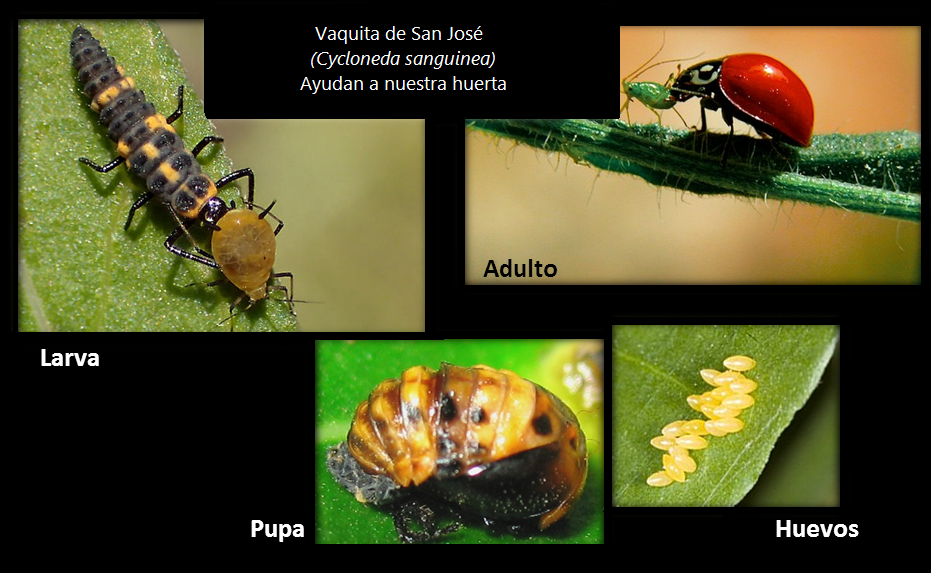 Vaquita de San José
(Cycloneda sanguinea)
Ayudan a nuestra huerta
Adulto
Larva
Pupa
Huevos